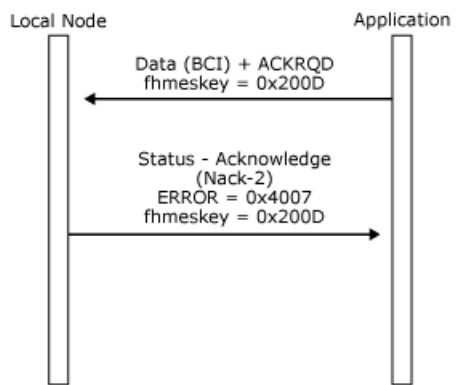 Local Node
Application
Data (BCI) + ACKRQD
fhmeskey = 0x200D
Status - Acknowledge
(Nack-2)
ERROR = 0x4007
fhmeskey = 0x200D